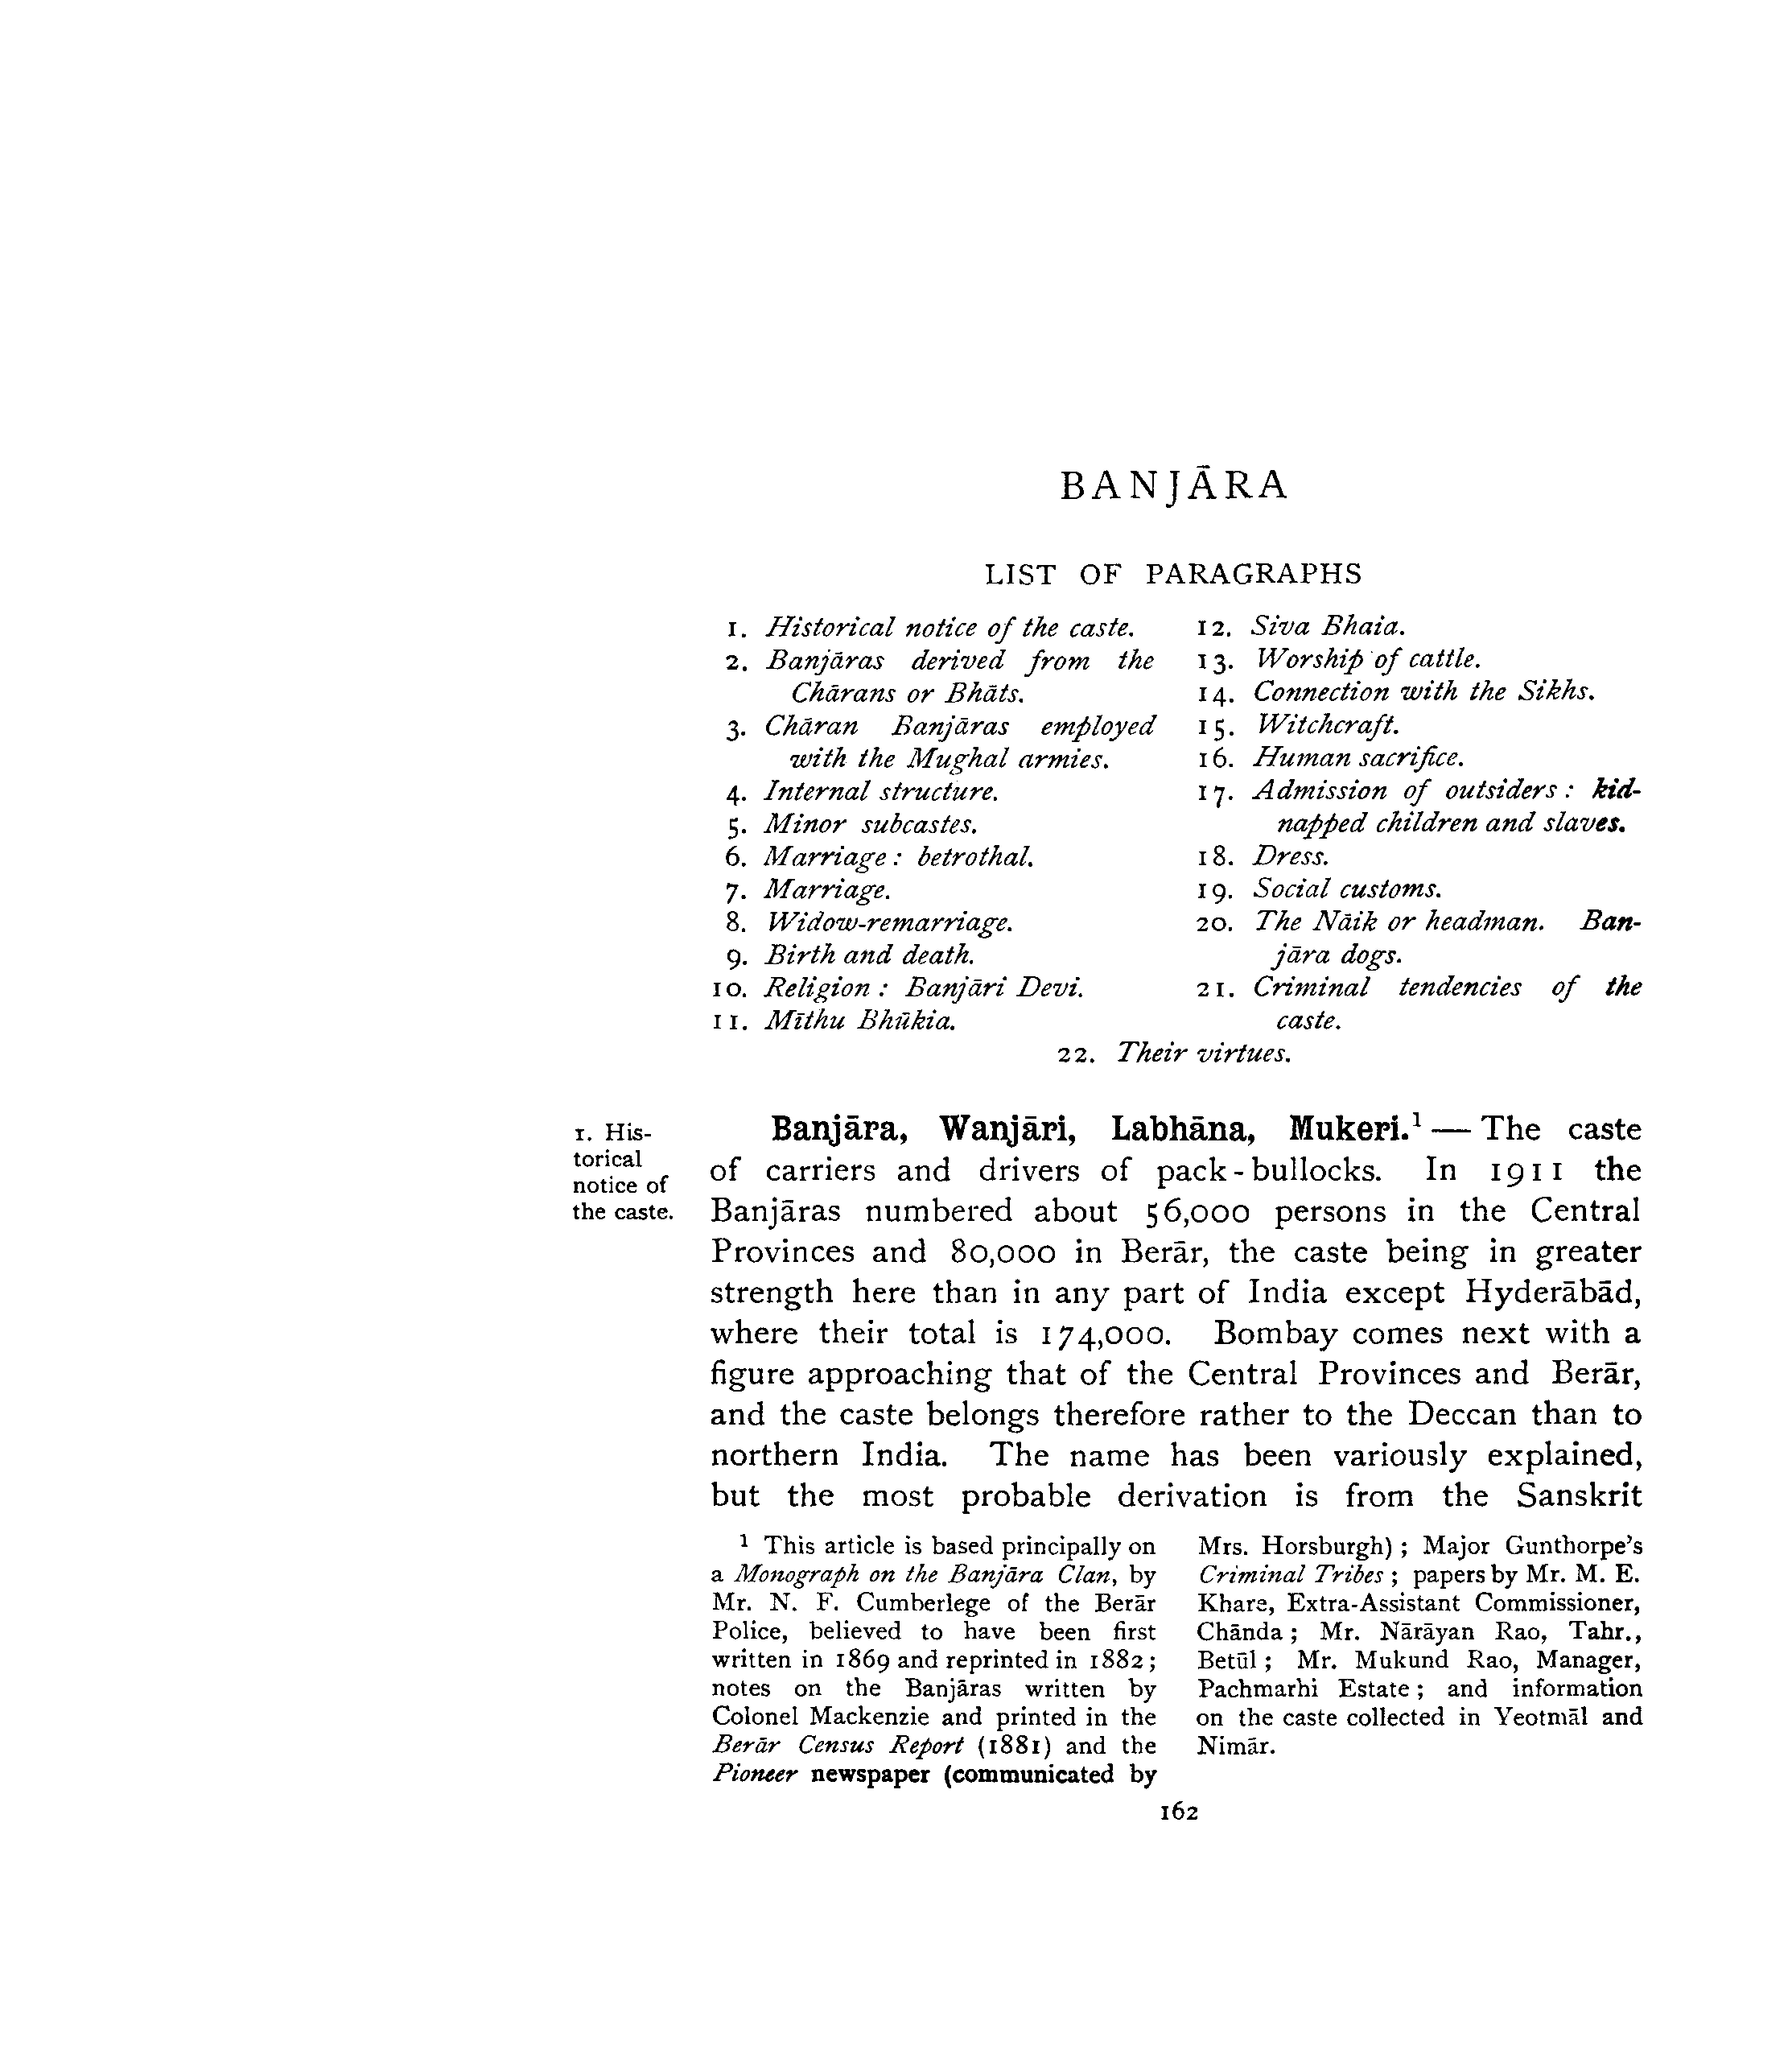 BANJĀRA
LIST OF PARAGRAPHS
1. Historical notice of the caste.
2. Banjāras derived from the
Chārans or Bhāts.
3. Chāran Banjāras employed
with the Mughal armies.
4. Internal structure.
5. Minor subcastes.
6. Marriage : betrothal.
7. Marriage.
8. Widow-remarriage.
9. Birth and death.
10. Religion : Banjāri Devi.
11. Mīthu Bhūkia.
12. Siva Bhaia.
13. Worship of cattle.
14. Connection with the Sikhs.
15. Witchcraft.
16. Human sacrifice.
17. Admission of outsiders : kid-
napped children and slaves.
18. Dress.
19. Social customs.
20. The Nāik or headman. Ban-
jāra dogs.
21. Criminal tendencies of the
caste.
22. Their virtues.
1. His-
torical
notice of
the caste.
Banjāra, Wanjāri, Labhāna, Mukeri.¹ — The caste
of carriers and drivers of pack-bullocks. In 1911 the
Banjāras numbered about 56,000 persons in the Central
Provinces and 80,000 in Berār, the caste being in greater
strength here than in any part of India except Hyderābād,
where their total is 174,000. Bombay comes next with a
figure approaching that of the Central Provinces and Berār,
and the caste belongs therefore rather to the Deccan than to
northern India. The name has been variously explained,
but the most probable derivation is from the Sanskrit
¹ This article is based principally on
a Monograph on the Banjāra Clan, by
Mr. N. F. Cumberlege of the Berār
Police, believed to have been first
written in 1869 and reprinted in 1882;
notes on the Banjāras written by
Colonel Mackenzie and printed in the
Berār Census Report (1881) and the
Pioneer newspaper (communicated by
Mrs. Horsburgh) ; Major Gunthorpe's
Criminal Tribes ; papers by Mr. M. E.
Khare, Extra-Assistant Commissioner,
Chānda ; Mr. Nārāyan Rao, Tahr.,
Betūl ; Mr. Mukund Rao, Manager,
Pachmarhi Estate ; and information
on the caste collected in Yeotmāl and
Nimār.
162